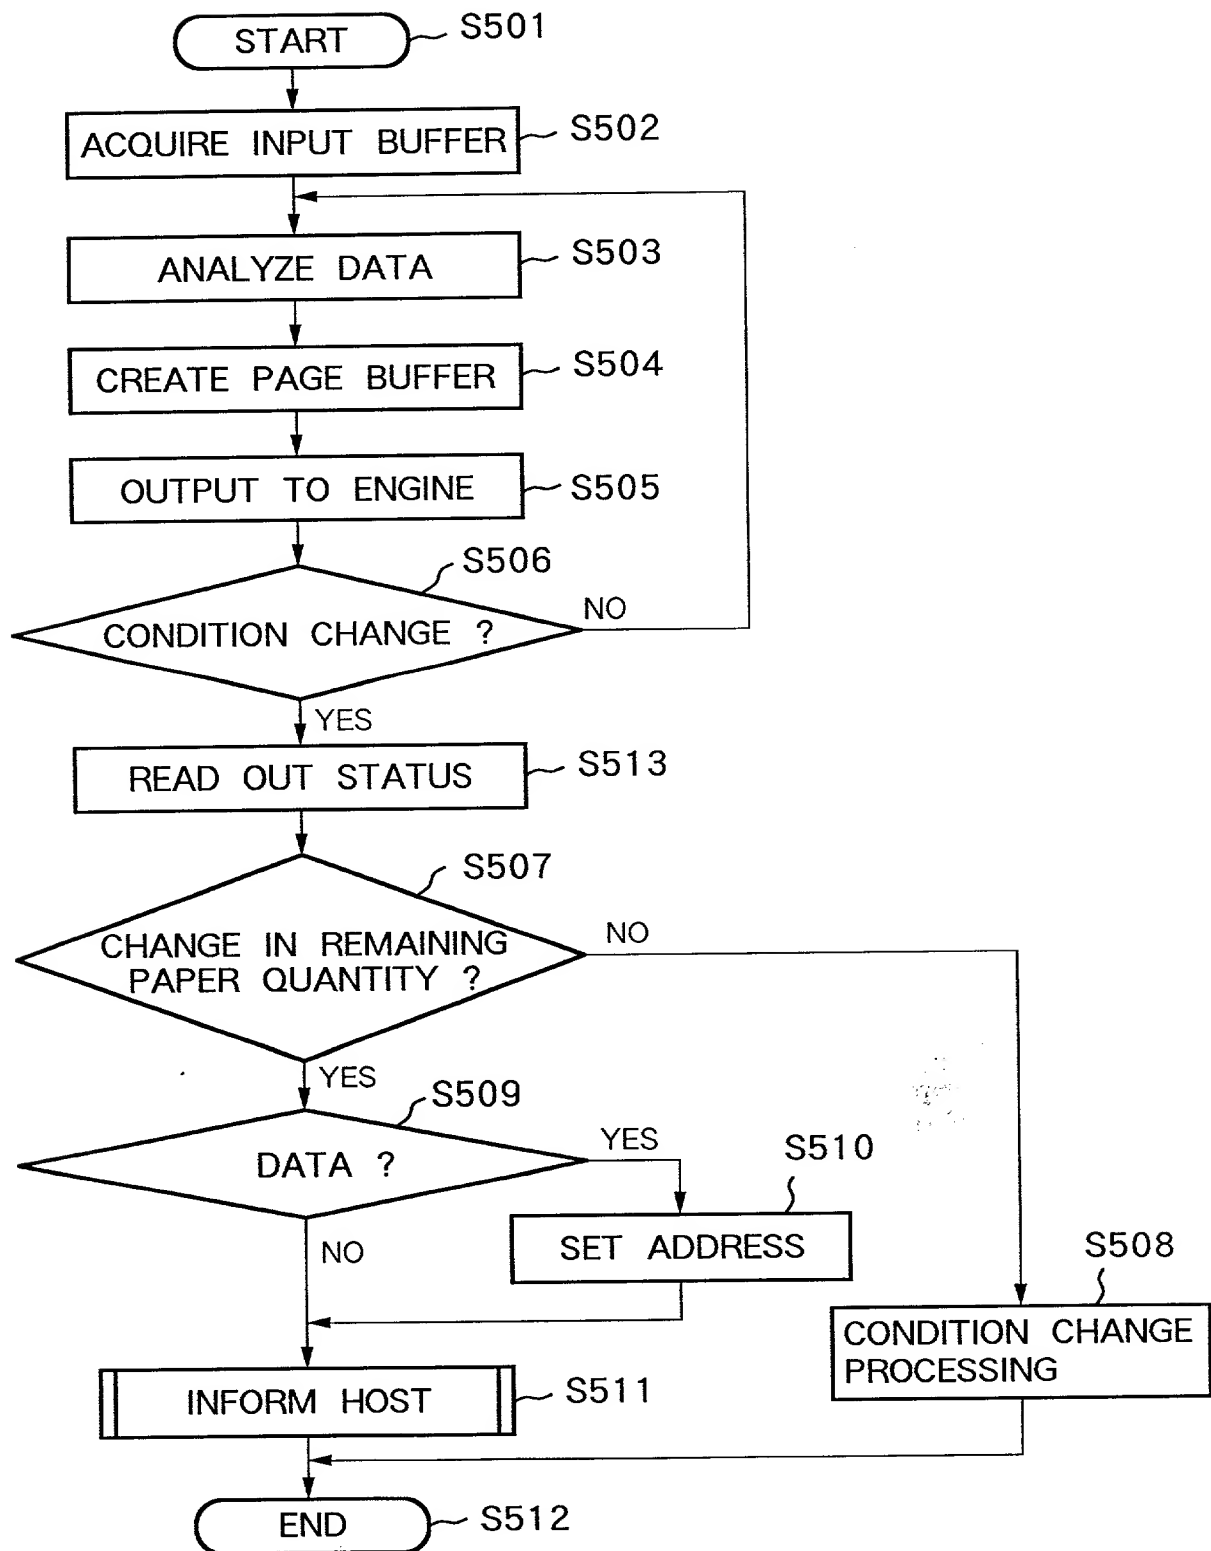 START
S501
ACQUIRE INPUT BUFFER
S502
ANALYZE DATA
S503
CREATE PAGE BUFFER
S504
OUTPUT TO ENGINE
S505
S506
CONDITION CHANGE ?
NO
YES
READ OUT STATUS
S513
S507
CHANGE IN REMAINING
PAPER QUANTITY ?
NO
YES
S509
DATA ?
YES
S510
SET ADDRESS
NO
S508
CONDITION CHANGE
PROCESSING
INFORM HOST
S511
END
S512